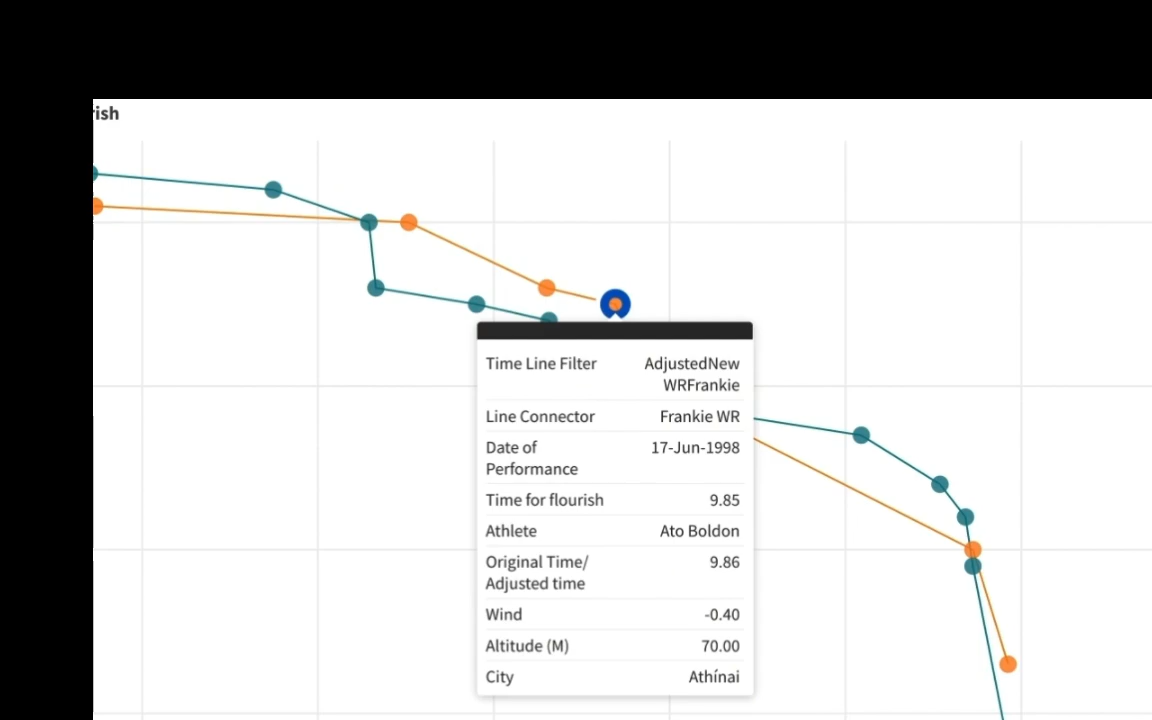 rish
Time Line Filter AdjustedNew
WRFrankie
Line Connector Frankie WR
Date of 17-Jun-1998
Performance
Time for flourish 9.85
Athlete Ato Boldon
Original Time/ 9.86
Adjusted time
Wind -0.40
Altitude (M) 70.00
City Athínai